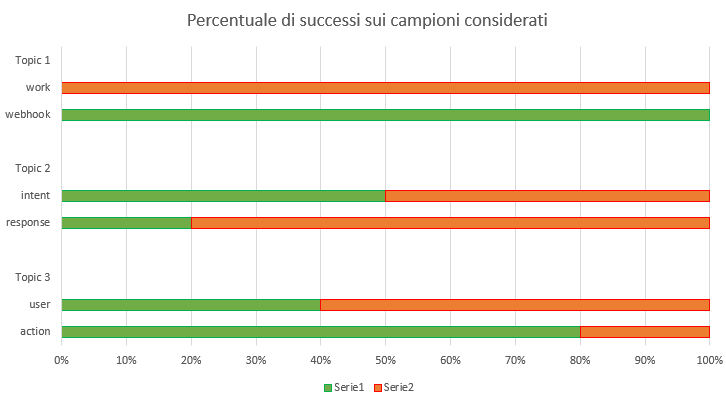 Percentuale di successi sui campioni considerati
Topic 1
work
webhook
Topic 2
intent
response
Topic 3
user
action
0% 10% 20% 30% 40% 50% 60% 70% 80% 90% 100%
Serie1 Serie2